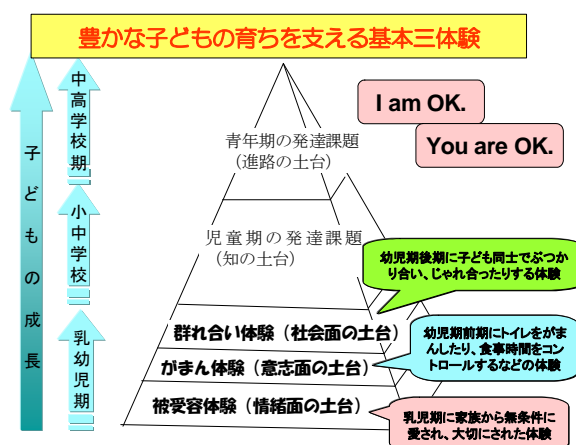 豊かな子どもの育ちを支える基本三体験
子どもの成長
中高学校期
小中学校
乳幼児期
I am OK.
You are OK.
青年期の発達課題
（進路の土台）
児童期の発達課題
（知の土台）
群れ合い体験（社会面の土台）
がまん体験（意志面の土台）
被受容体験（情緒面の土台）
幼児期後期に子ども同士でぶつか
り合い、じゃれ合ったりする体験
幼児期前期にトイレをがま
んしたり、食事時間をコン
トロールするなどの体験
乳児期に家族から無条件に
愛され、大切にされた体験